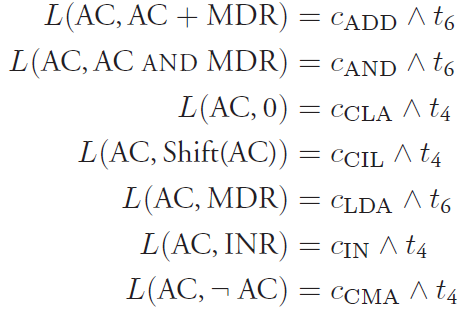 L(AC, AC + MDR) = c_ADD ∧ t_6
L(AC, AC AND MDR) = c_AND ∧ t_6
L(AC, 0) = c_CLA ∧ t_4
L(AC, Shift(AC)) = c_CIL ∧ t_4
L(AC, MDR) = c_LDA ∧ t_6
L(AC, INR) = c_IN ∧ t_4
L(AC, ¬ AC) = c_CMA ∧ t_4